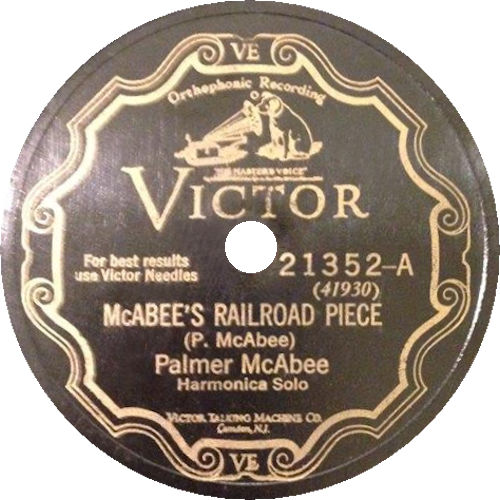 VE
Orthophonic Recording
"HIS MASTER'S VOICE"
VICTOR
For best results
use Victor Needles
21352-A
(41930)
McABEE'S RAILROAD PIECE
(P. McAbee)
Palmer McAbee
Harmonica Solo
VICTOR TALKING MACHINE CO.
Camden, N.J.
VE